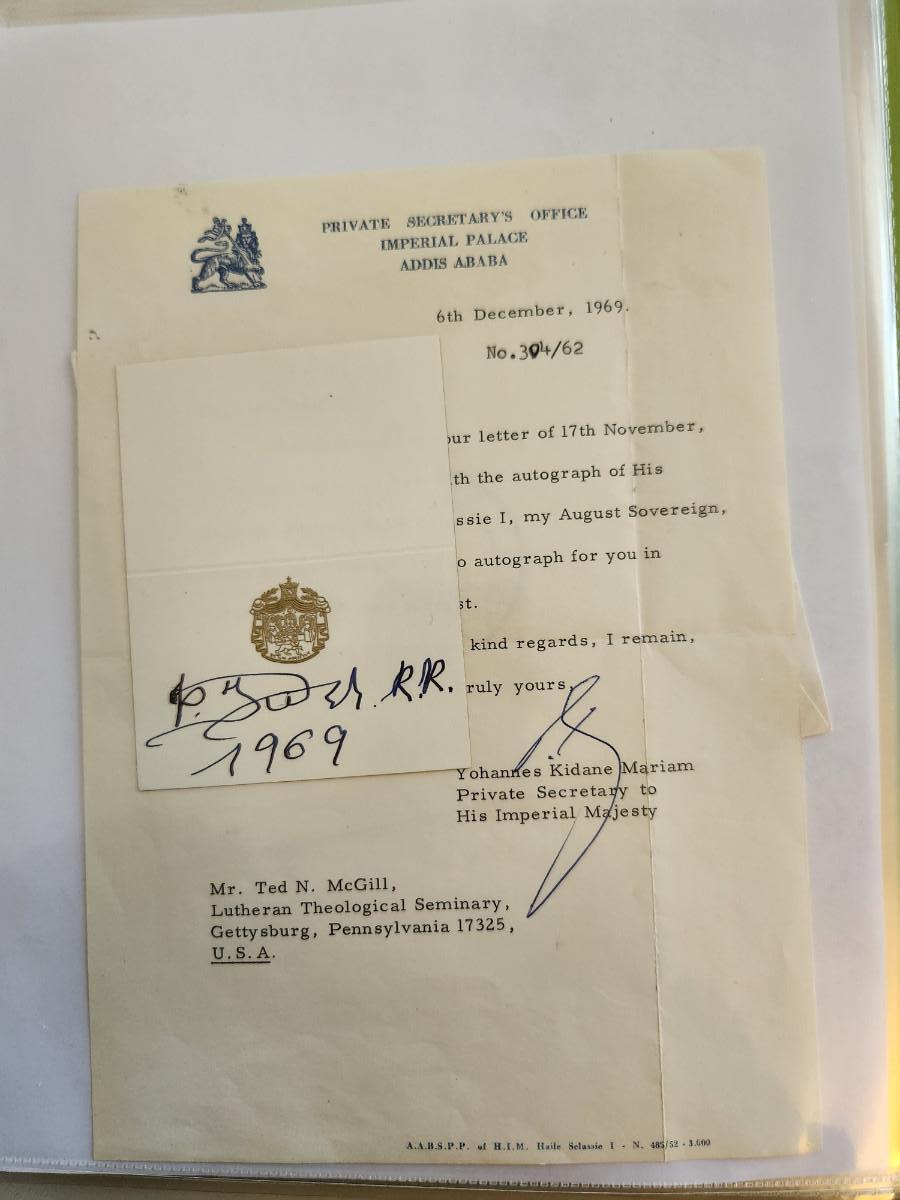 PRIVATE SECRETARY'S OFFICE
IMPERIAL PALACE
ADDIS ABABA
6th December, 1969.
No.304/62
our letter of 17th November,
th the autograph of His
ssie I, my August Sovereign,
o autograph for you in
st.
kind regards, I remain,
ruly yours,
R.R.
1969
Yohannes Kidane Mariam
Private Secretary to
His Imperial Majesty
Mr. Ted N. McGill,
Lutheran Theological Seminary,
Gettysburg, Pennsylvania 17325,
U.S.A.
A.A.B.S.P.P. of H.I.M. Haile Selassie I - N. 485/52 - 3.000